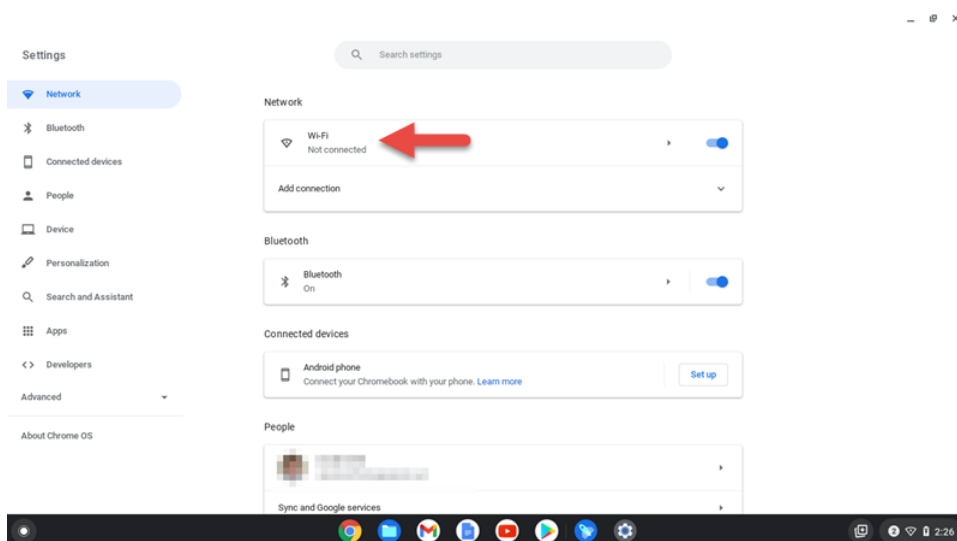 Settings
Search settings
Network
Bluetooth
Connected devices
People
Device
Personalization
Search and Assistant
Apps
Developers
Advanced
About Chrome OS
Network
Wi-Fi
Not connected
Add connection
Bluetooth
Bluetooth
On
Connected devices
Android phone
Connect your Chromebook with your phone. Learn more
Set up
People
Sync and Google services
2 2:26